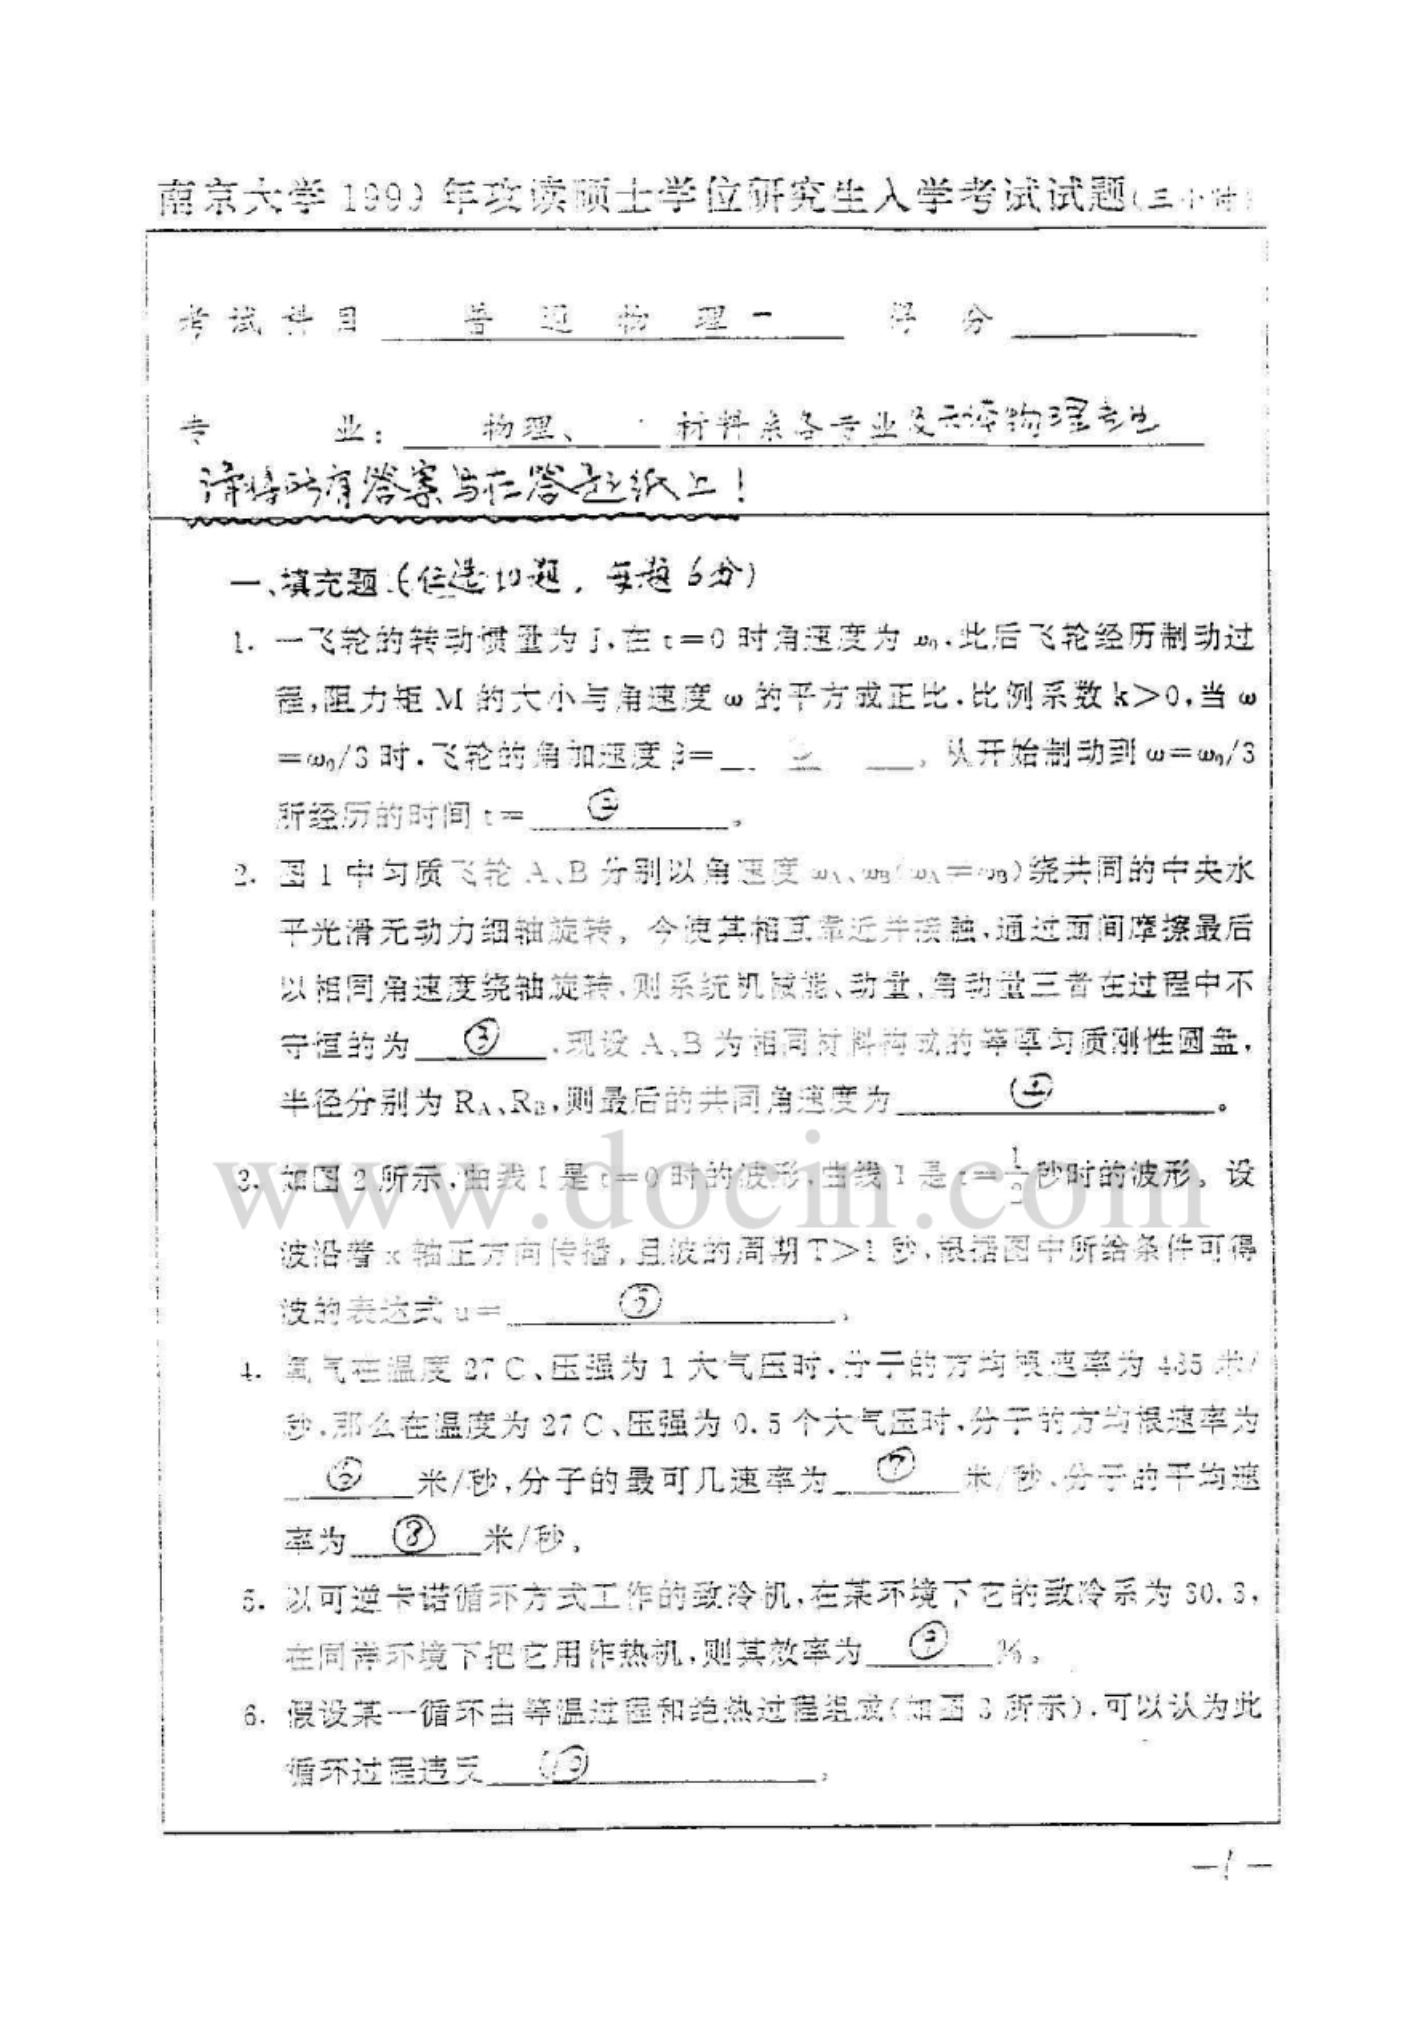 南京大学1999年攻读硕士学位研究生入学考试试题(三小时)
考试科目 普通物理一 得分
专 业: 物理、 材料系各专业及 物理专业
请将所有答案写在答题纸上!
一、填充题:(任选10题,每题6分)
1. 一飞轮的转动惯量为J,在t=0时角速度为ω₀.此后飞轮经历制动过
程,阻力矩M的大小与角速度ω的平方成正比.比例系数k>0,当ω
=ω₀/3时.飞轮的角加速度β= ,从开始制动到ω=ω₀/3
所经历的时间t= ② 。
2. 图1中匀质飞轮A、B分别以角速度ω_A、ω_B(ω_A≠ω_B)绕共同的中央水
平光滑无动力细轴旋转, 今使其相互靠近并接触,通过面间摩擦最后
以相同角速度绕轴旋转,则系统机械能、动量、角动量三者在过程中不
守恒的为 ③ .现设A、B为相同材料构成的等厚匀质刚性圆盘,
半径分别为R_A、R_B,则最后的共同角速度为 ④ 。
3. 如图2所示,曲线I是t=0时的波形,曲线 是t=1/2秒时的波形。设
波沿着x轴正方向传播,且波的周期T>1秒,根据图中所给条件可得
波的表达式u= ⑤ 。
4. 氧气在温度27℃、压强为1大气压时.分子的方均根速率为485米/
秒.那么在温度为27℃、压强为0.5个大气压时,分子的方均根速率为
⑥ 米/秒,分子的最可几速率为 ⑦ 米/秒、分子的平均速
率为 ⑧ 米/秒。
5. 以可逆卡诺循环方式工作的致冷机,在某环境下它的致冷系为30.3,
在同样环境下把它用作热机,则其效率为 ⑨ %。
6. 假设某一循环由等温过程和绝热过程组成(如图3所示),可以认为此
循环过程违反 ⑩ 。
-1-
www.docin.com